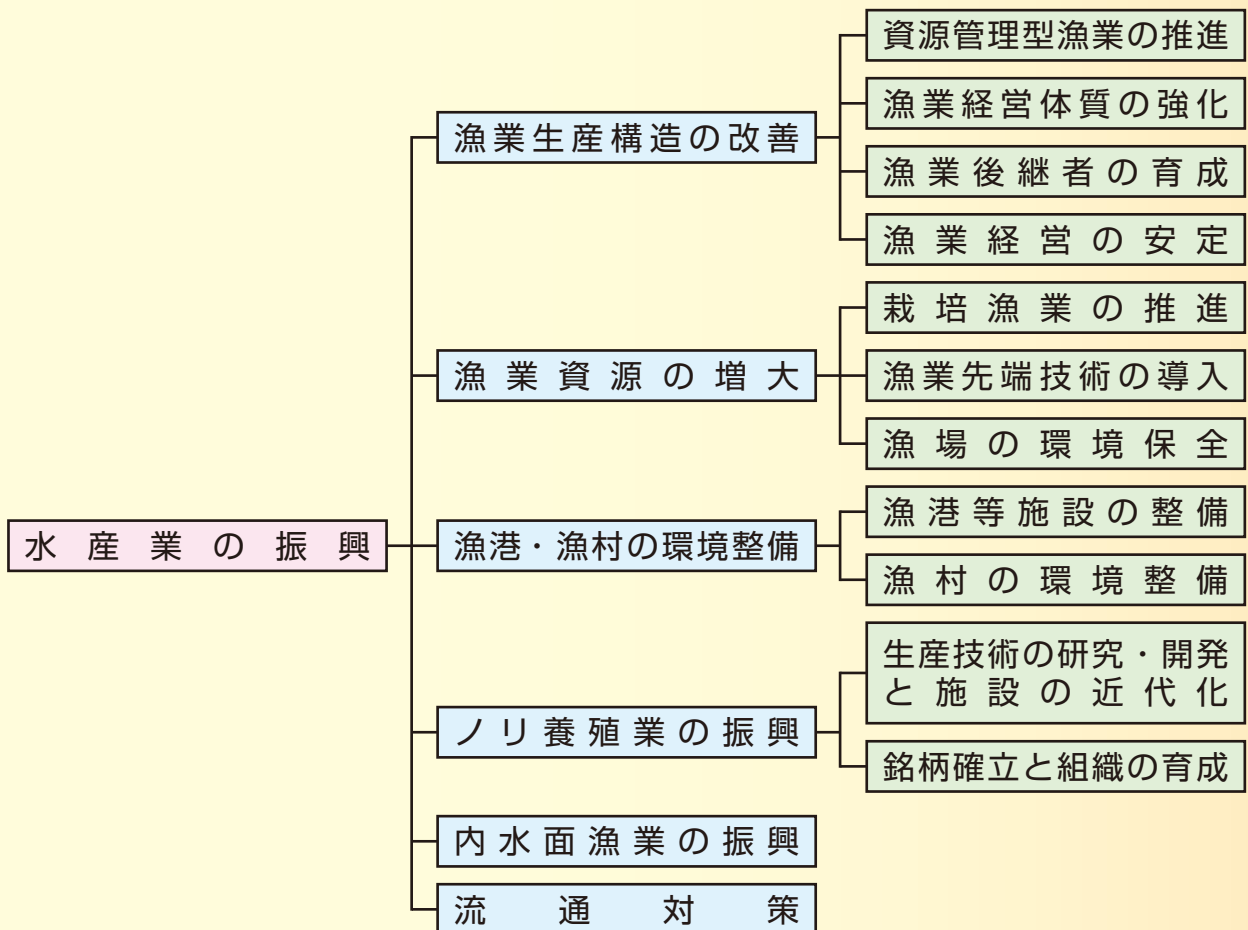 水産業の振興
漁業生産構造の改善
資源管理型漁業の推進
漁業経営体質の強化
漁業後継者の育成
漁業経営の安定
漁業資源の増大
栽培漁業の推進
漁業先端技術の導入
漁場の環境保全
漁港・漁村の環境整備
漁港等施設の整備
漁村の環境整備
ノリ養殖業の振興
生産技術の研究・開発
と施設の近代化
銘柄確立と組織の育成
内水面漁業の振興
流通対策